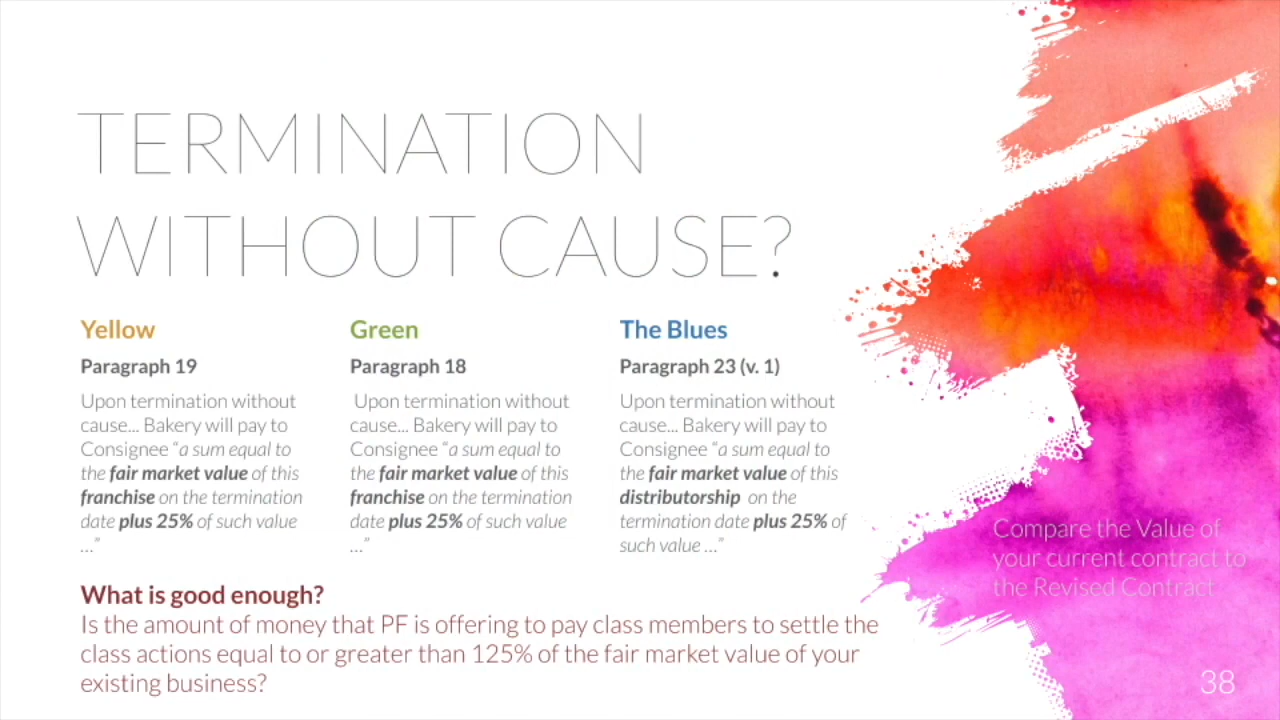 TERMINATION
WITHOUT CAUSE?
Yellow
Paragraph 19
Upon termination without
cause... Bakery will pay to
Consignee “a sum equal to
the fair market value of this
franchise on the termination
date plus 25% of such value
...”
Green
Paragraph 18
Upon termination without
cause... Bakery will pay to
Consignee “a sum equal to
the fair market value of this
franchise on the termination
date plus 25% of such value
...”
The Blues
Paragraph 23 (v. 1)
Upon termination without
cause... Bakery will pay to
Consignee “a sum equal to
the fair market value of this
distributorship on the
termination date plus 25% of
such value ...”
What is good enough?
Is the amount of money that PF is offering to pay class members to settle the
class actions equal to or greater than 125% of the fair market value of your
existing business?
Compare the Value of
your current contract to
the Revised Contract
38